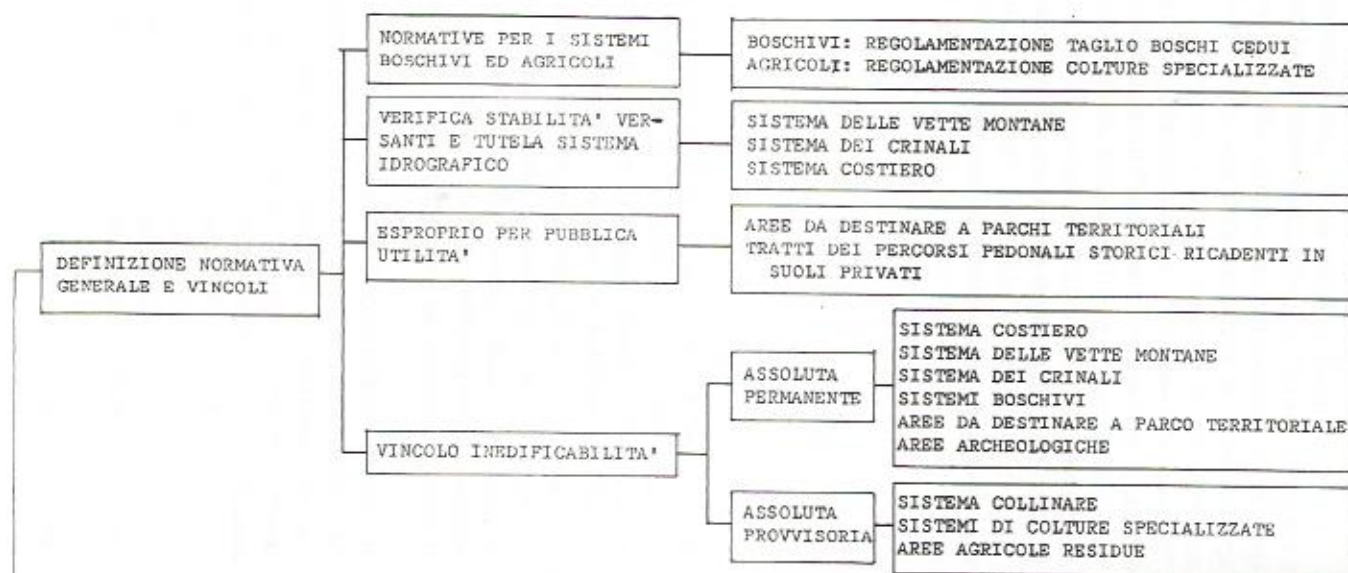 NORMATIVE PER I SISTEMI
BOSCHIVI ED AGRICOLI
BOSCHIVI: REGOLAMENTAZIONE TAGLIO BOSCHI CEDUI
AGRICOLI: REGOLAMENTAZIONE COLTURE SPECIALIZZATE
VERIFICA STABILITA' VER-
SANTI E TUTELA SISTEMA
IDROGRAFICO
SISTEMA DELLE VETTE MONTANE
SISTEMA DEI CRINALI
SISTEMA COSTIERO
DEFINIZIONE NORMATIVA
GENERALE E VINCOLI
ESPROPRIO PER PUBBLICA
UTILITA'
AREE DA DESTINARE A PARCHI TERRITORIALI
TRATTI DEI PERCORSI PEDONALI STORICI RICADENTI IN
SUOLI PRIVATI
VINCOLO INEDIFICABILITA'
ASSOLUTA
PERMANENTE
SISTEMA COSTIERO
SISTEMA DELLE VETTE MONTANE
SISTEMA DEI CRINALI
SISTEMI BOSCHIVI
AREE DA DESTINARE A PARCO TERRITORIALE
AREE ARCHEOLOGICHE
ASSOLUTA
PROVVISORIA
SISTEMA COLLINARE
SISTEMI DI COLTURE SPECIALIZZATE
AREE AGRICOLE RESIDUE